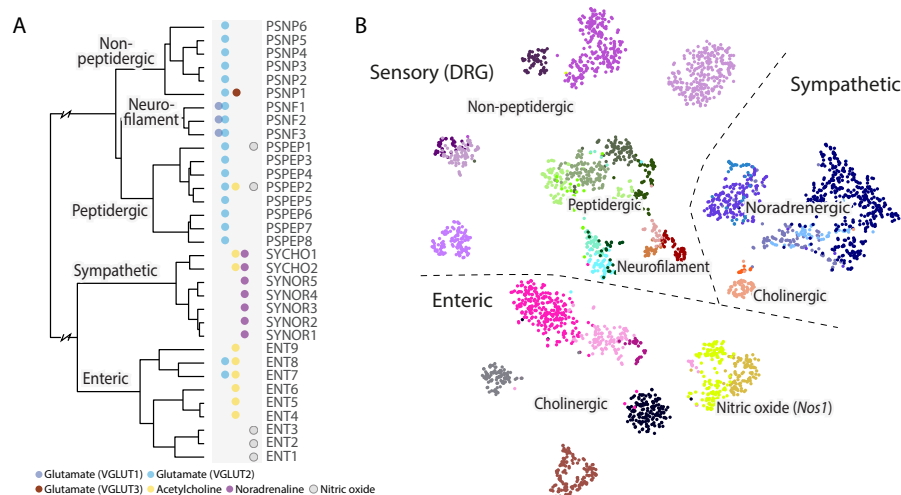 A
Non-
peptidergic
Neuro-
filament
Peptidergic
Sympathetic
Enteric
PSNP6
PSNP5
PSNP4
PSNP3
PSNP2
PSNP1
PSNF1
PSNF2
PSNF3
PSPEP1
PSPEP3
PSPEP4
PSPEP2
PSPEP5
PSPEP6
PSPEP7
PSPEP8
SYCHO1
SYCHO2
SYNOR5
SYNOR4
SYNOR3
SYNOR2
SYNOR1
ENT9
ENT8
ENT7
ENT6
ENT5
ENT4
ENT3
ENT2
ENT1
Glutamate (VGLUT1) Glutamate (VGLUT2)
Glutamate (VGLUT3) Acetylcholine Noradrenaline Nitric oxide
B
Sensory (DRG)
Sympathetic
Non-peptidergic
Peptidergic
Noradrenergic
Neurofilament
Cholinergic
Enteric
Cholinergic
Nitric oxide (Nos1)